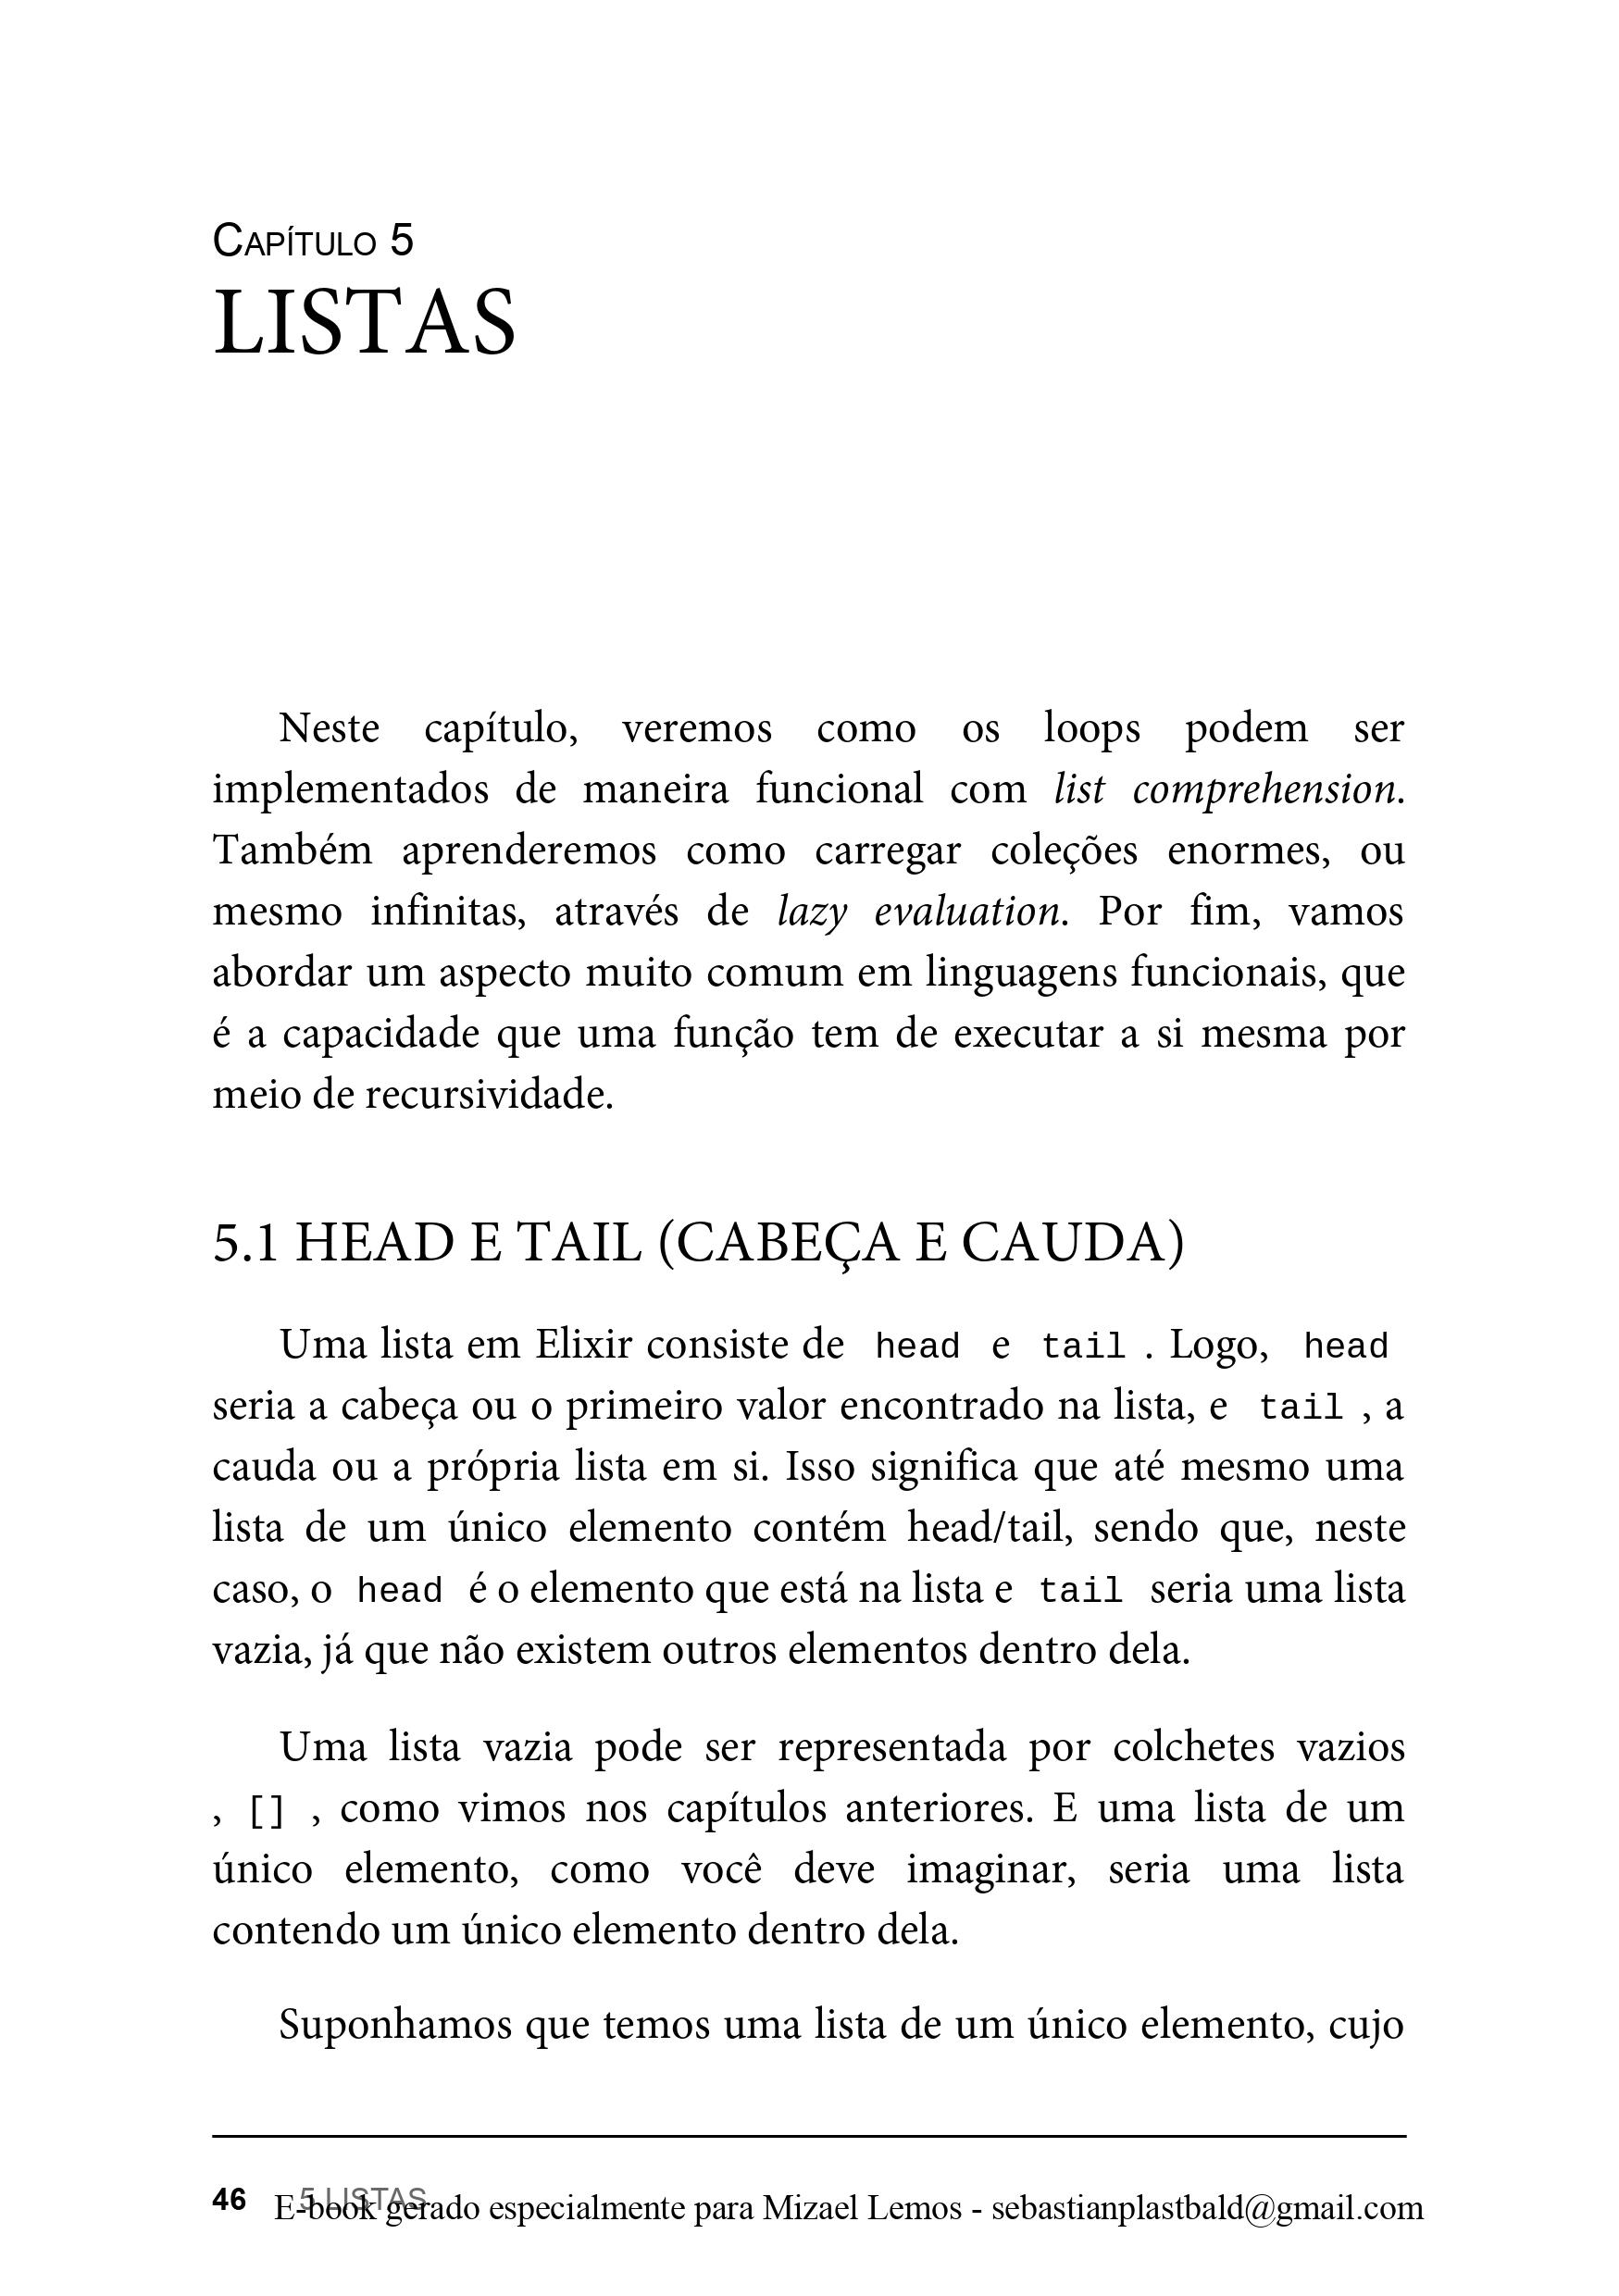 CAPÍTULO 5
LISTAS
Neste capítulo, veremos como os loops podem ser
implementados de maneira funcional com list comprehension.
Também aprenderemos como carregar coleções enormes, ou
mesmo infinitas, através de lazy evaluation. Por fim, vamos
abordar um aspecto muito comum em linguagens funcionais, que
é a capacidade que uma função tem de executar a si mesma por
meio de recursividade.
5.1 HEAD E TAIL (CABEÇA E CAUDA)
Uma lista em Elixir consiste de head e tail . Logo, head
seria a cabeça ou o primeiro valor encontrado na lista, e tail , a
cauda ou a própria lista em si. Isso significa que até mesmo uma
lista de um único elemento contém head/tail, sendo que, neste
caso, o head é o elemento que está na lista e tail seria uma lista
vazia, já que não existem outros elementos dentro dela.
Uma lista vazia pode ser representada por colchetes vazios
, [] , como vimos nos capítulos anteriores. E uma lista de um
único elemento, como você deve imaginar, seria uma lista
contendo um único elemento dentro dela.
Suponhamos que temos uma lista de um único elemento, cujo
46 5 LISTAS
E-book gerado especialmente para Mizael Lemos - sebastianplastbald@gmail.com